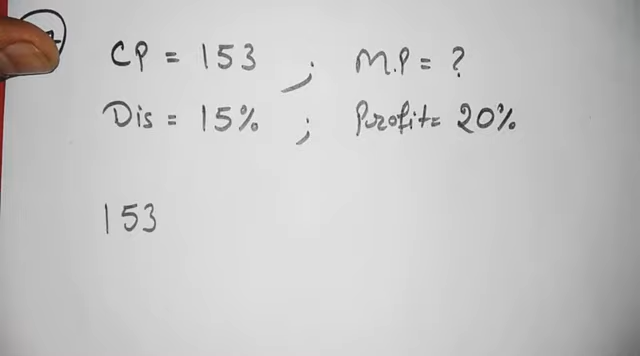 CP = 153 ; M.P = ?
Dis = 15% ; Profit = 20%
153